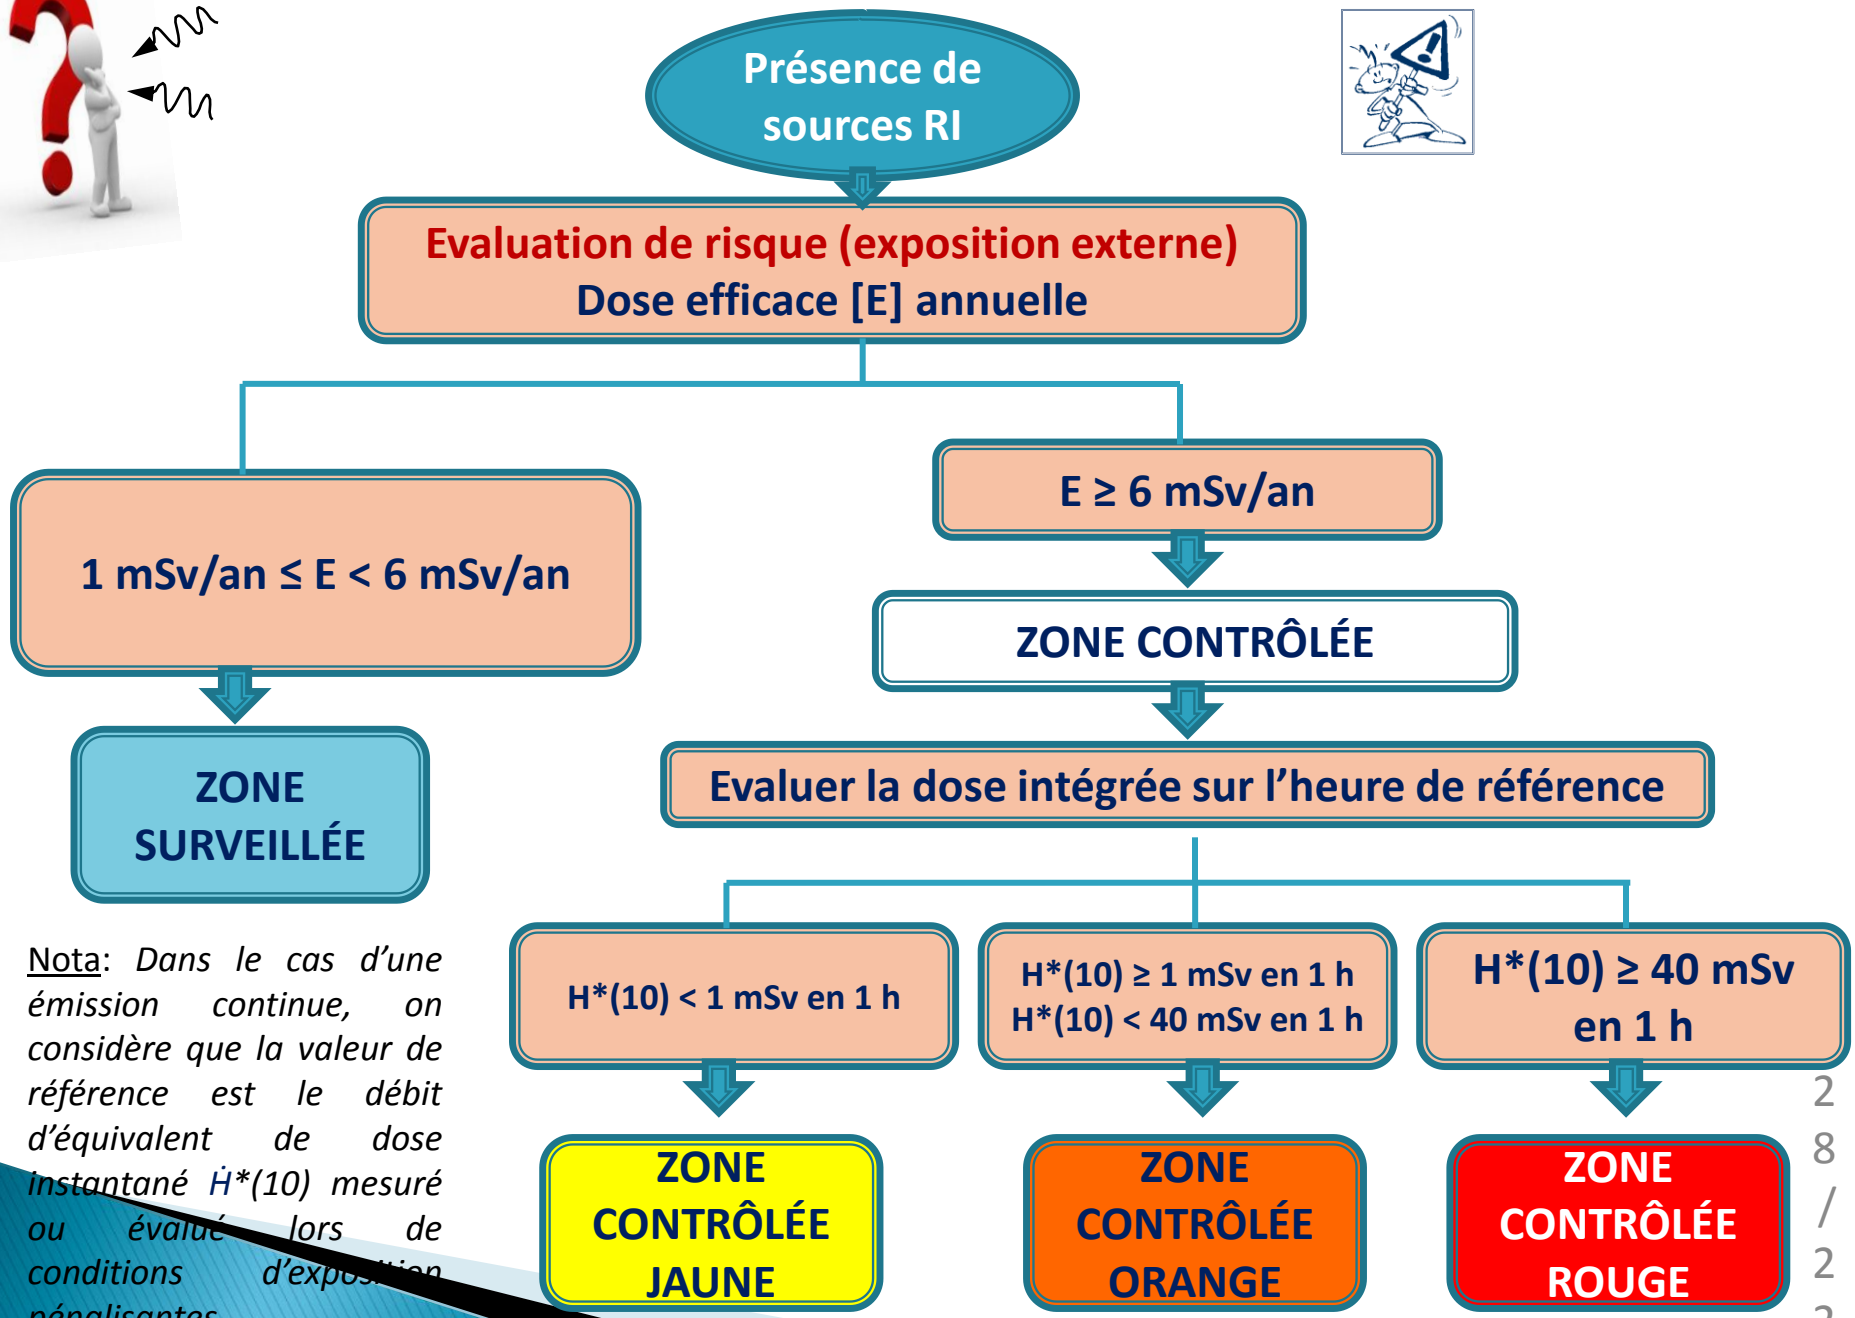 Présence de
sources RI
Evaluation de risque (exposition externe)
Dose efficace [E] annuelle
1 mSv/an ≤ E < 6 mSv/an
E ≥ 6 mSv/an
ZONE CONTRÔLÉE
ZONE
SURVEILLÉE
Evaluer la dose intégrée sur l’heure de référence
H*(10) < 1 mSv en 1 h
H*(10) ≥ 1 mSv en 1 h
H*(10) < 40 mSv en 1 h
H*(10) ≥ 40 mSv
en 1 h
ZONE
CONTRÔLÉE
JAUNE
ZONE
CONTRÔLÉE
ORANGE
ZONE
CONTRÔLÉE
ROUGE
Nota: Dans le cas d’une
émission continue, on
considère que la valeur de
référence est le débit
d’équivalent de dose
instantané Ḣ*(10) mesuré
ou évalué lors de
conditions d’exposition
pénalisantes
2
8
/
2